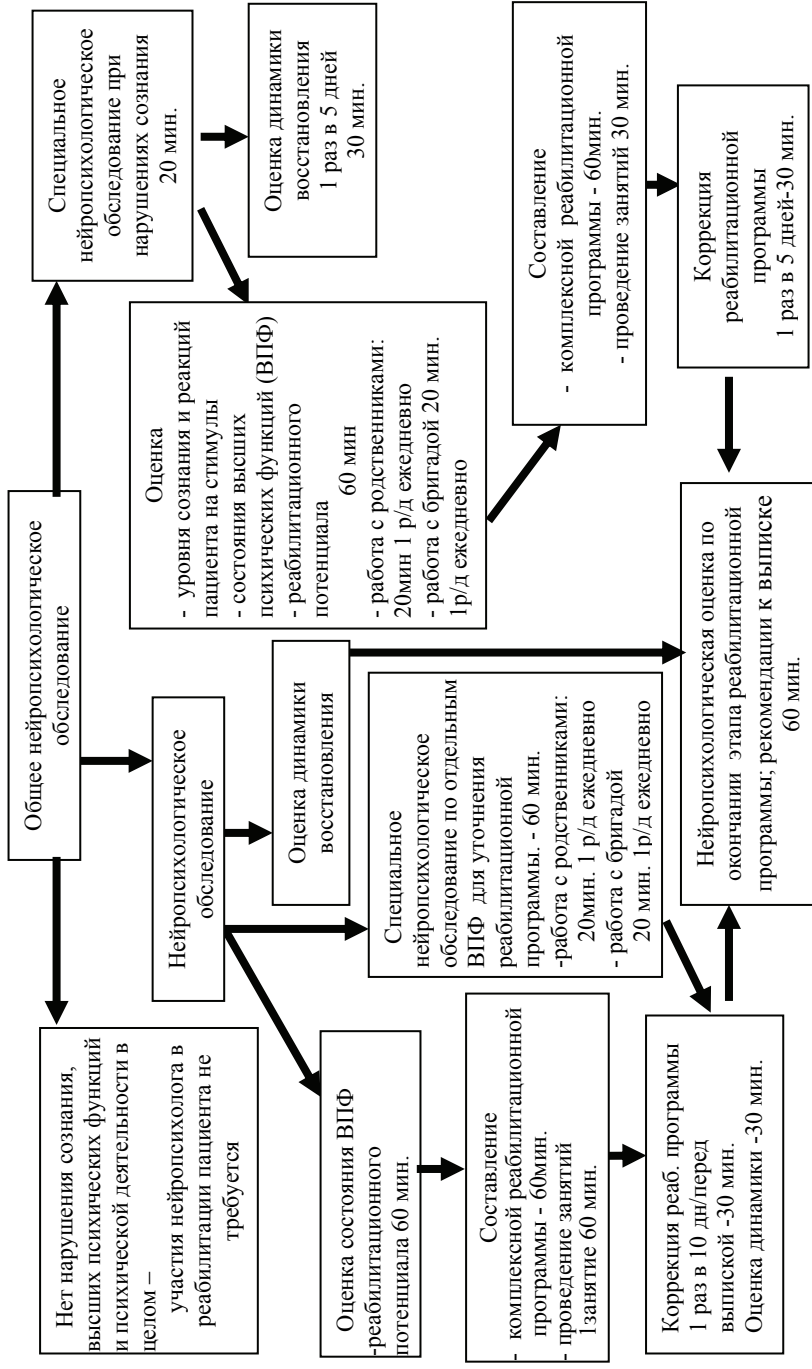 Общее нейропсихологическое
обследование
Нет нарушения сознания,
высших психических функций
и психической деятельности в
целом –
участия нейропсихолога в
реабилитации пациента не
требуется
Нейропсихологическое
обследование
Специальное
нейропсихологическое
обследование при
нарушениях сознания
20 мин.
Оценка динамики
восстановления
1 раз в 5 дней
30 мин.
Оценка
- уровня сознания и реакций
пациента на стимулы
- состояния высших
психических функций (ВПФ)
- реабилитационного
потенциала
60 мин
- работа с родственниками:
20мин 1 р/д ежедневно
- работа с бригадой 20 мин.
1р/д ежедневно
Оценка динамики
восстановления
Оценка состояния ВПФ
-реабилитационного
потенциала 60 мин.
Специальное
нейропсихологическое
обследование по отдельным
ВПФ для уточнения
реабилитационной
программы. - 60 мин.
-работа с родственниками:
20мин. 1 р/д ежедневно
- работа с бригадой
20 мин. 1р/д ежедневно
Составление
- комплексной реабилитационной
программы - 60мин.
- проведение занятий
1занятие 60 мин.
Составление
- комплексной реабилитационной
программы - 60мин.
- проведение занятий 30 мин.
Коррекция реаб. программы
1 раз в 10 дн/перед
выпиской -30 мин.
Оценка динамики -30 мин.
Нейропсихологическая оценка по
окончании этапа реабилитационной
программы; рекомендации к выписке
60 мин.
Коррекция
реабилитационной
программы
1 раз в 5 дней-30 мин.